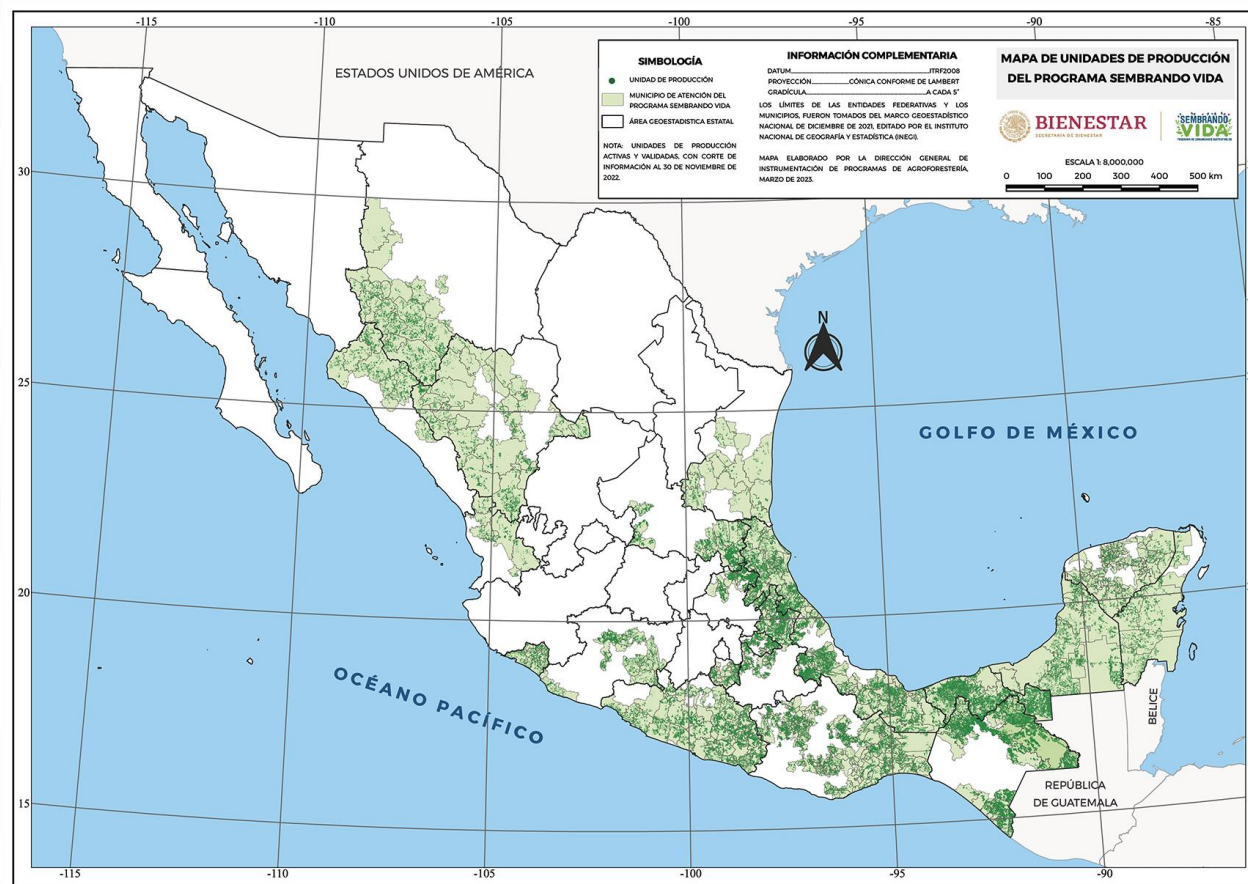 -115
-110
-105
-100
-95
-90
-85
ESTADOS UNIDOS DE AMÉRICA
SIMBOLOGÍA
UNIDAD DE PRODUCCIÓN
MUNICIPIO DE ATENCIÓN DEL
PROGRAMA SEMBRANDO VIDA
ÁREA GEOESTADISTICA ESTATAL
NOTA: UNIDADES DE PRODUCCIÓN
ACTIVAS Y VALIDADAS, CON CORTE DE
INFORMACIÓN AL 30 DE NOVIEMBRE DE
2022.
INFORMACIÓN COMPLEMENTARIA
DATUM...ITRF2008
PROYECCIÓN...CÓNICA CONFORME DE LAMBERT
GRADÍCULA...A CADA 5°
LOS LÍMITES DE LAS ENTIDADES FEDERATIVAS Y LOS
MUNICIPIOS, FUERON TOMADOS DEL MARCO GEOESTADÍSTICO
NACIONAL DE DICIEMBRE DE 2021, EDITADO POR EL INSTITUTO
NACIONAL DE GEOGRAFÍA Y ESTADÍSTICA (INEGI).
MAPA ELABORADO POR LA DIRECCIÓN GENERAL DE
INSTRUMENTACIÓN DE PROGRAMAS DE AGROFORESTERÍA,
MARZO DE 2023.
MAPA DE UNIDADES DE PRODUCCIÓN
DEL PROGRAMA SEMBRANDO VIDA
BIENESTAR
SECRETARÍA DE BIENESTAR
SEMBRANDO
VIDA
ESCALA 1: 8,000,000
0 100 200 300 400 500 km
30
25
20
15
N
GOLFO DE MÉXICO
OCÉANO PACÍFICO
BELICE
REPÚBLICA
DE GUATEMALA
-115
-110
-105
-100
-95
-90